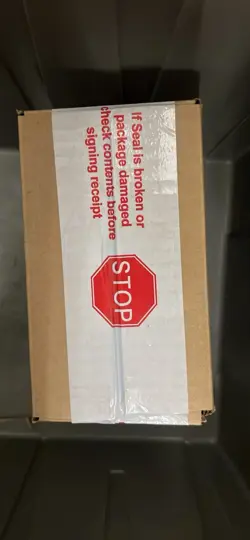 If Seal is broken or
package damaged
check contents before
signing receipt
STOP